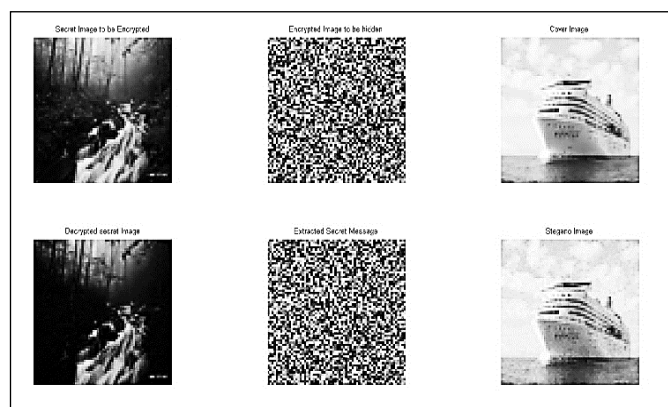 Secret Image to be Encrypted
Encrypted Image to be hidden
Cover Image
Decrypted secret Image
Extracted Secret Message
Stegano Image